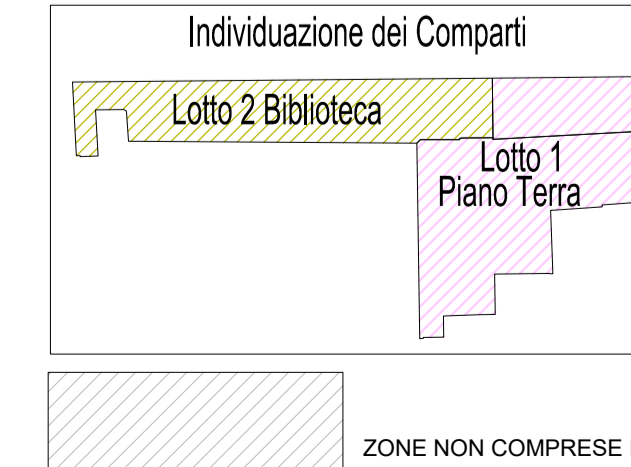 Individuazione dei Comparti
Lotto 2 Biblioteca
Lotto 1
Piano Terra
ZONE NON COMPRESE